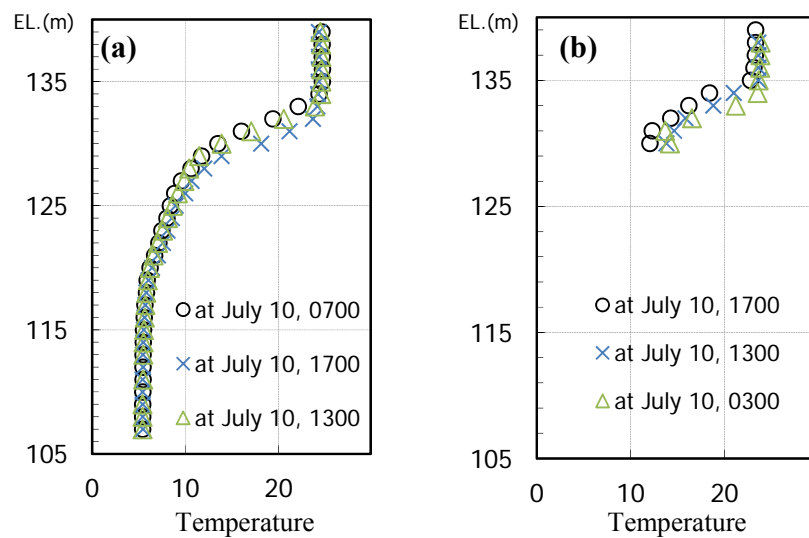 EL.(m)
(a)
135
125
115
105
0
10
20
Temperature
at July 10, 0700
at July 10, 1700
at July 10, 1300
EL.(m)
(b)
145
135
125
115
105
0
10
20
Temperature
at July 10, 1700
at July 10, 1300
at July 10, 0300